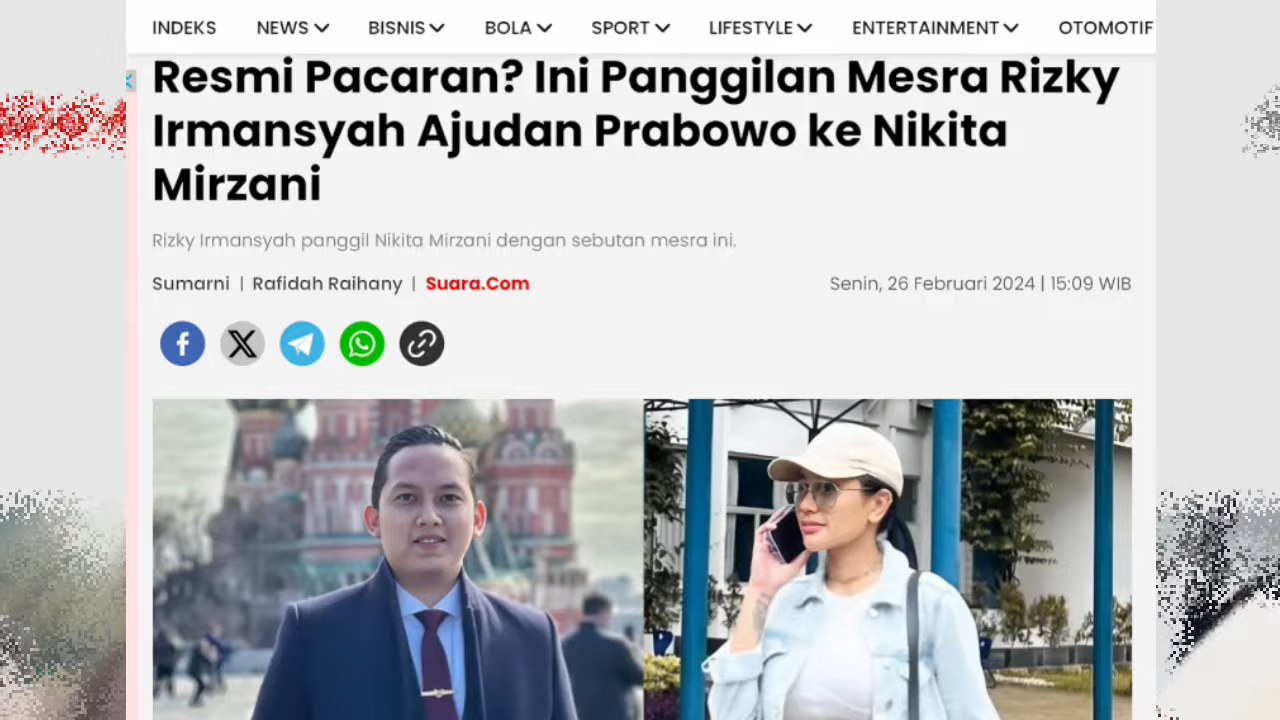 INDEKS NEWS BISNIS BOLA SPORT LIFESTYLE ENTERTAINMENT OTOMOTIF
Resmi Pacaran? Ini Panggilan Mesra Rizky
Irmansyah Ajudan Prabowo ke Nikita
Mirzani
Rizky Irmansyah panggil Nikita Mirzani dengan sebutan mesra ini.
Sumarni | Rafidah Raihany | Suara.Com
Senin, 26 Februari 2024 | 15:09 WIB